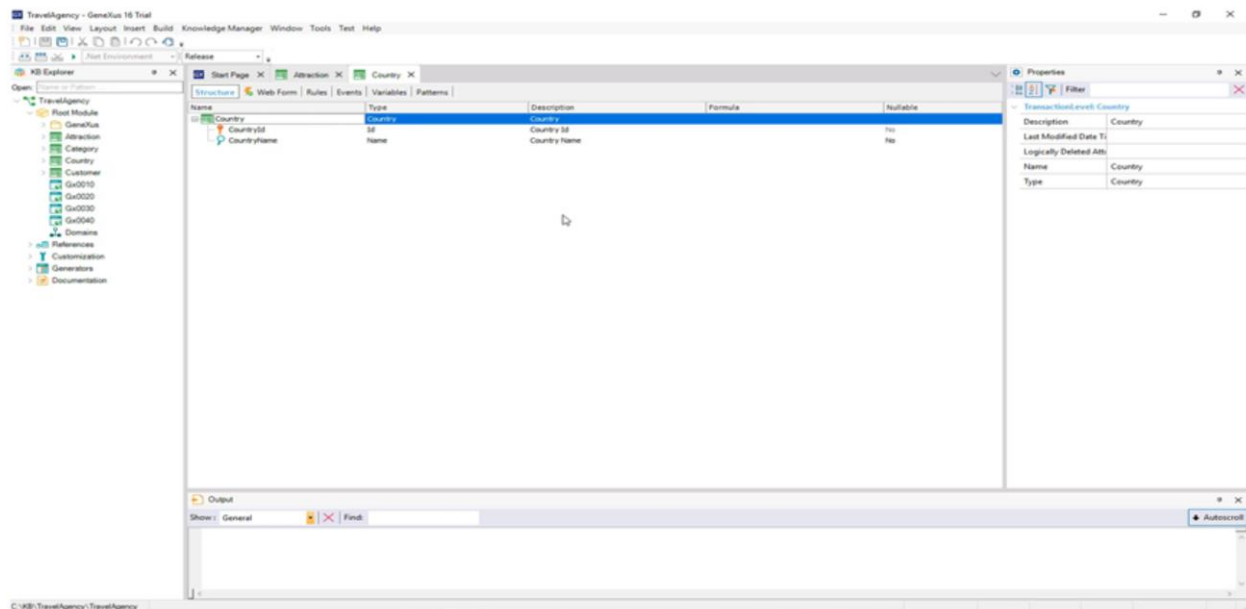 TravelAgency - GeneXus 16 Trial
File Edit View Layout Insert Build Knowledge Manager Window Tools Test Help
.Net Environment Release
KB Explorer
Open: Name or Pattern
TravelAgency
Root Module
GeneXus
Attraction
Category
Country
Customer
Gx0010
Gx0020
Gx0030
Gx0040
Domains
References
Customization
Generators
Documentation
Start Page Attraction Country
Structure Web Form Rules Events Variables Patterns
Name Type Description Formula Nullable
Country Country Country
CountryId Id Country Id No
CountryName Name Country Name No
Properties
Filter
TransactionLevel: Country
Description Country
Last Modified Date Ti
Logically Deleted Att
Name Country
Type Country
Output
Show: General Find:
Autoscroll
C:\KB\TravelAgency\TravelAgency